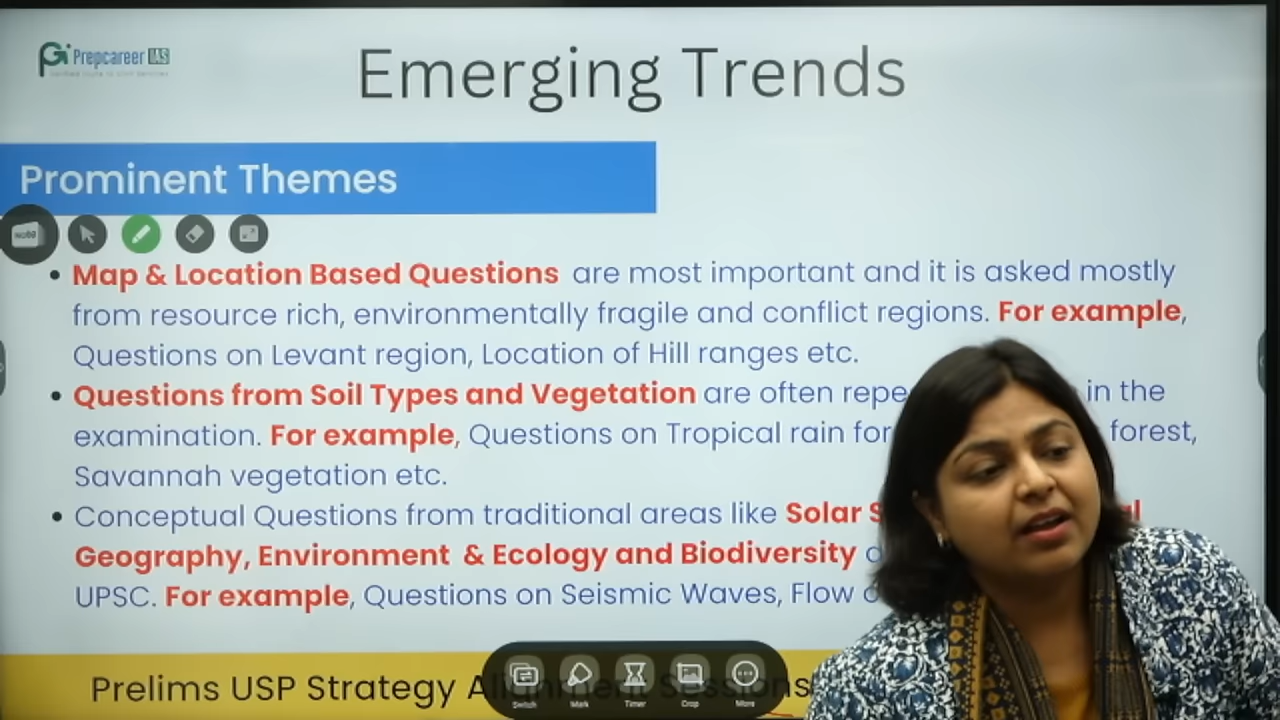 Prepcareer IAS
Emerging Trends
Prominent Themes
Note
• Map & Location Based Questions are most important and it is asked mostly
from resource rich, environmentally fragile and conflict regions. For example,
Questions on Levant region, Location of Hill ranges etc.
• Questions from Soil Types and Vegetation are often repe in the
examination. For example, Questions on Tropical rain for forest,
Savannah vegetation etc.
• Conceptual Questions from traditional areas like Solar S al
Geography, Environment & Ecology and Biodiversity
UPSC. For example, Questions on Seismic Waves, Flow
Prelims USP Strategy Alignment Sessions
Switch Mark Timer Crop More